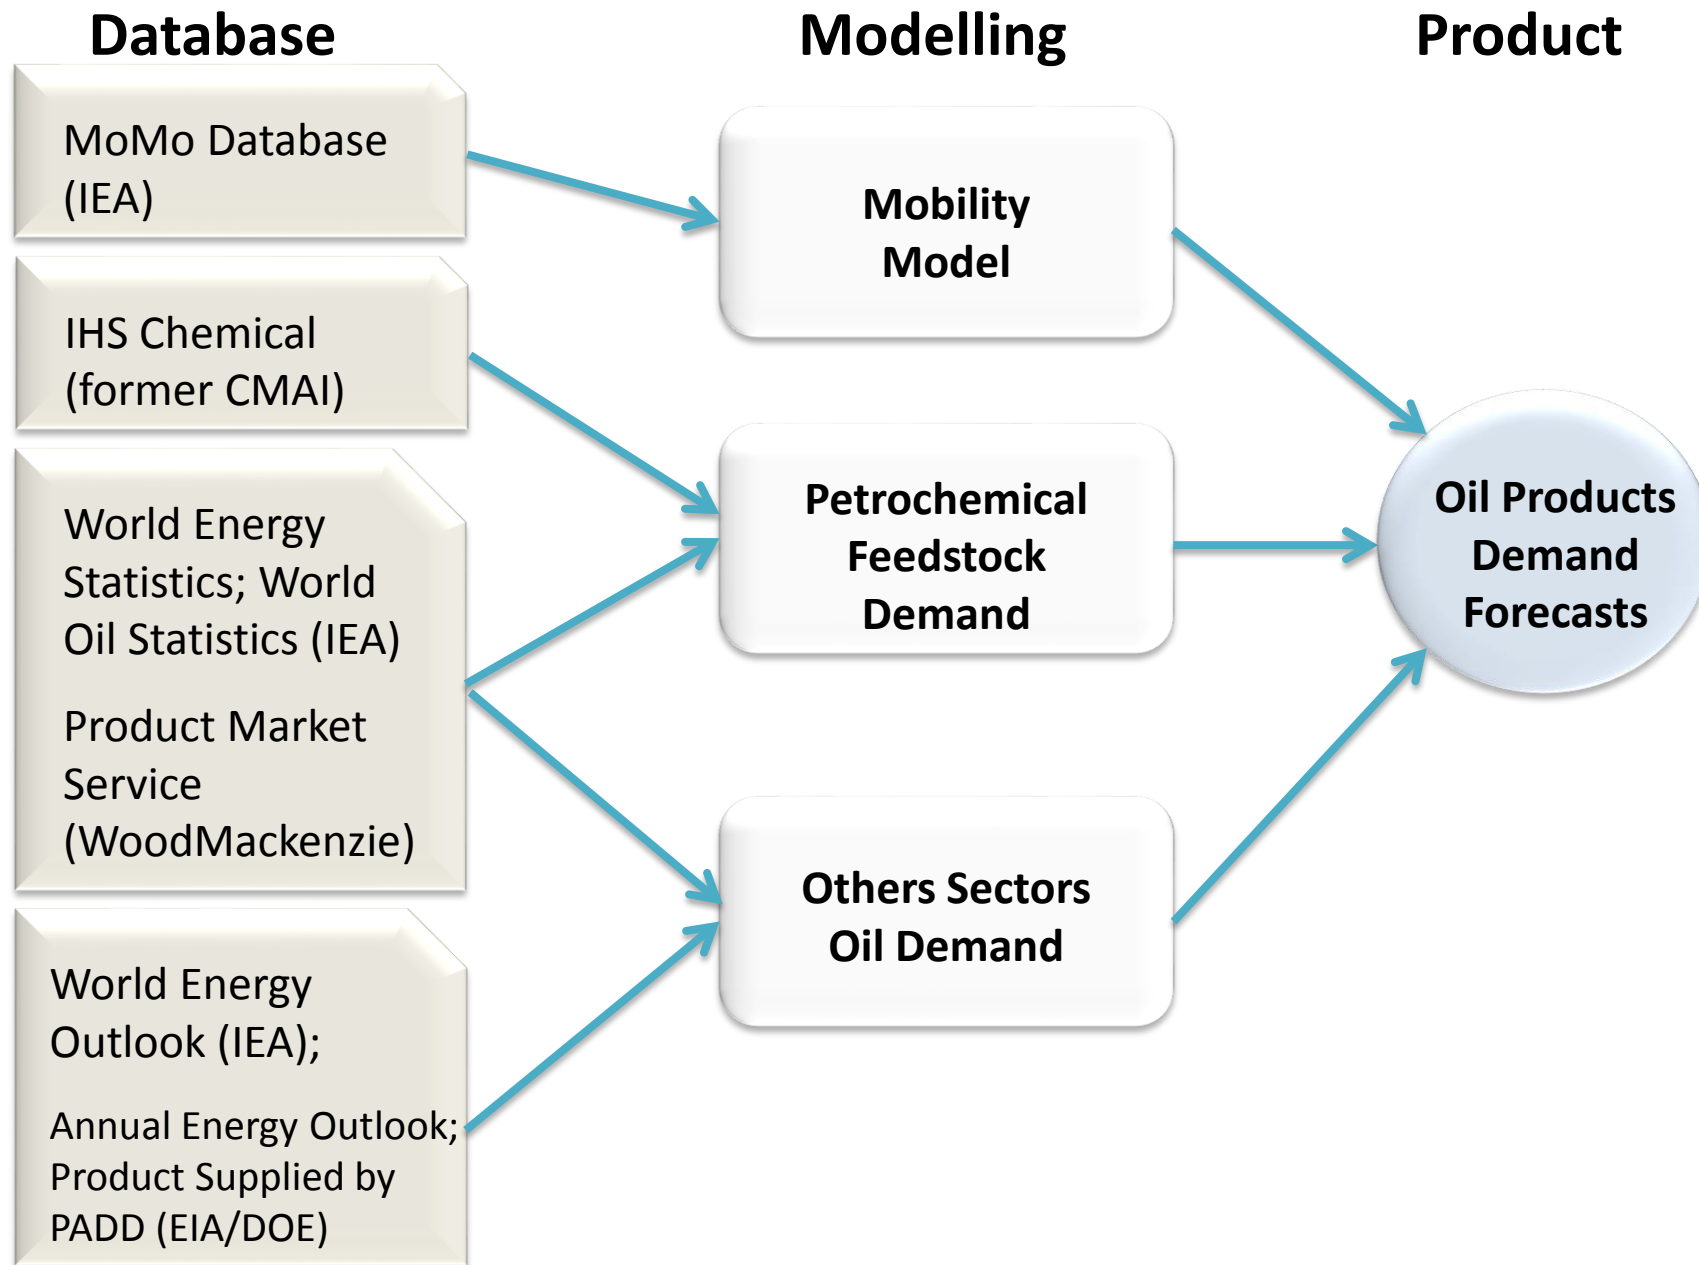 Database
Modelling
Product
MoMo Database
(IEA)
IHS Chemical
(former CMAI)
World Energy
Statistics; World
Oil Statistics (IEA)
Product Market
Service
(WoodMackenzie)
World Energy
Outlook (IEA);
Annual Energy Outlook;
Product Supplied by
PADD (EIA/DOE)
Mobility
Model
Petrochemical
Feedstock
Demand
Others Sectors
Oil Demand
Oil Products
Demand
Forecasts